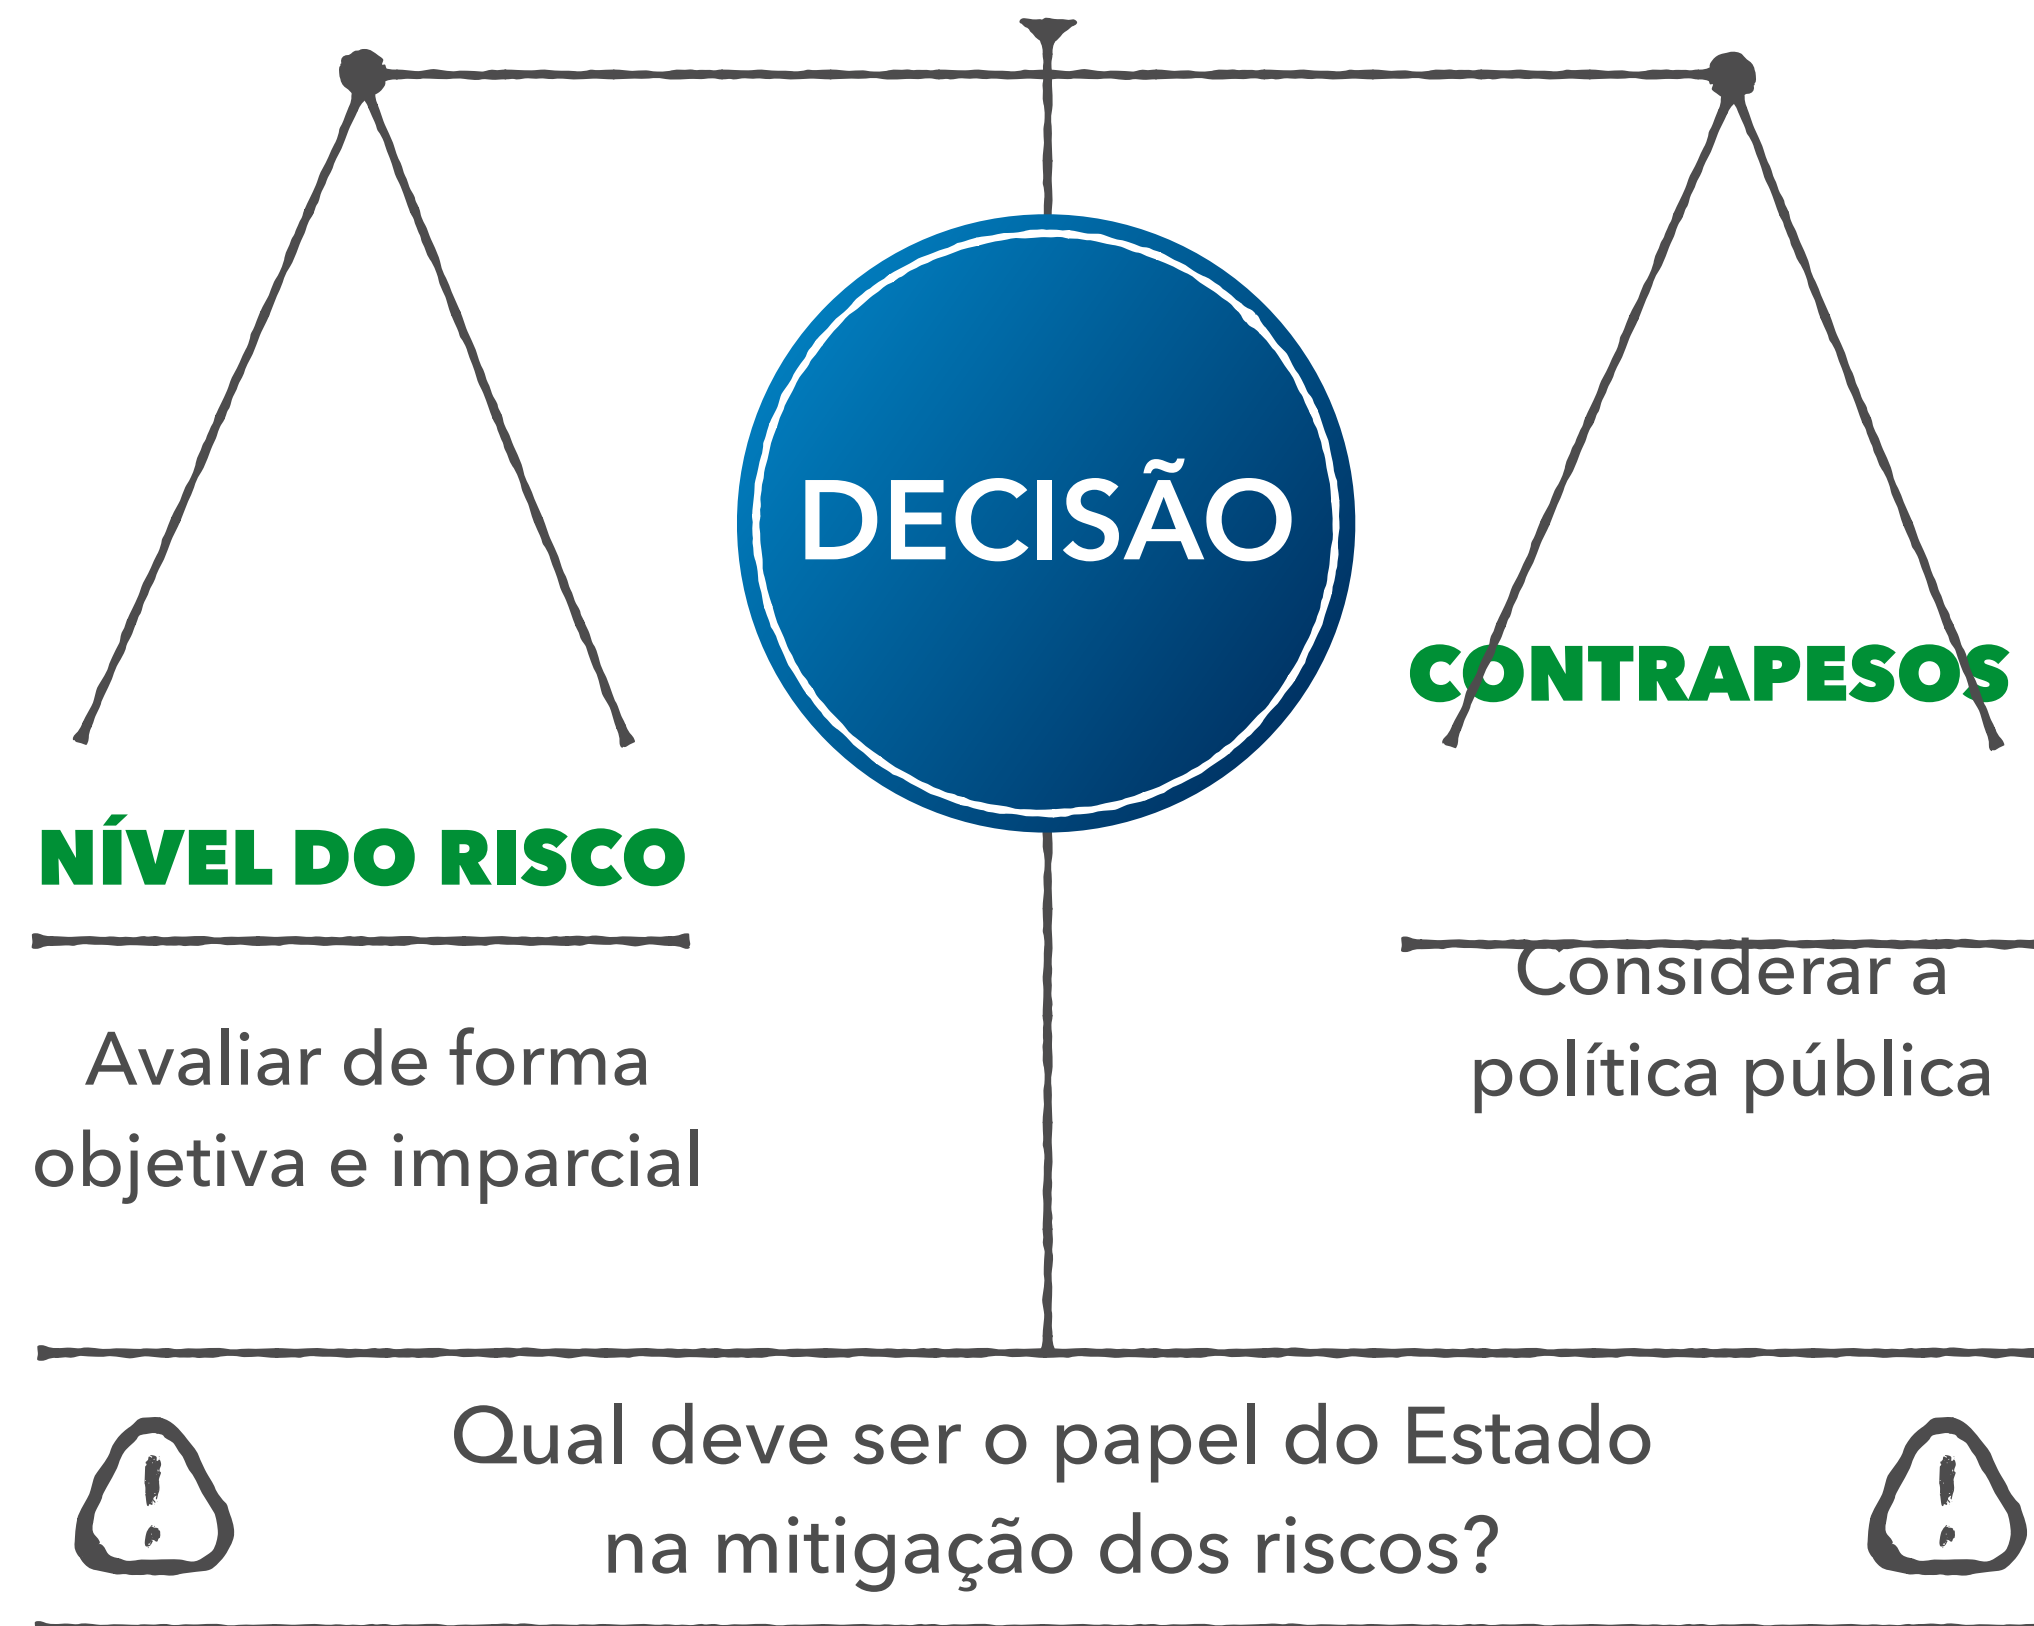 DECISÃO
CONTRAPESOS
NÍVEL DO RISCO
Considerar a
política pública
Avaliar de forma
objetiva e imparcial
Qual deve ser o papel do Estado
na mitigação dos riscos?